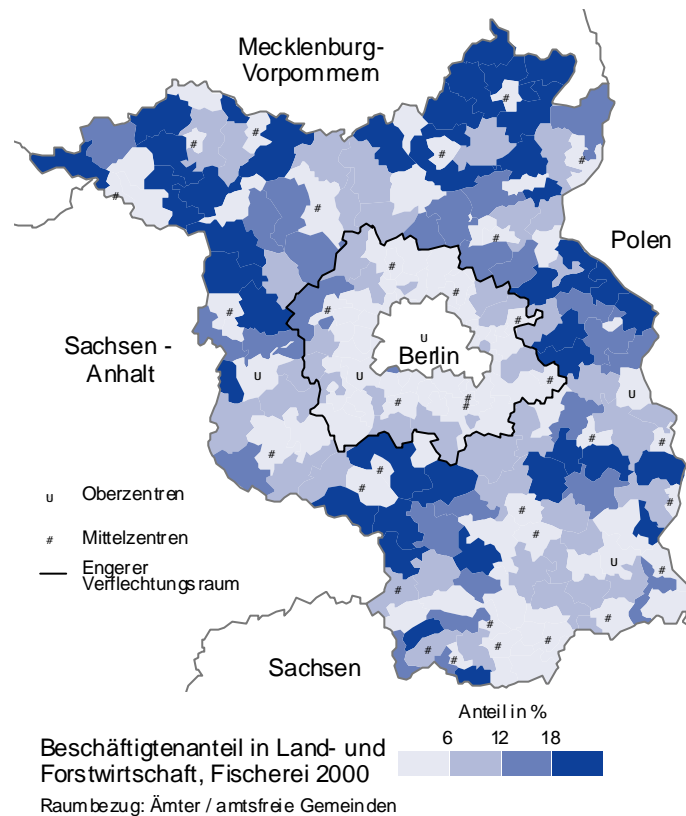 Mecklenburg-
Vorpommern
Polen
Sachsen -
Anhalt
U
Berlin
U
U
U
U
U Oberzentren
# Mittelzentren
Engerer
Verflechtungsraum
Sachsen
Anteil in %
6 12 18
Beschäftigtenanteil in Land- und
Forstwirtschaft, Fischerei 2000
Raumbezug: Ämter / amtsfreie Gemeinden